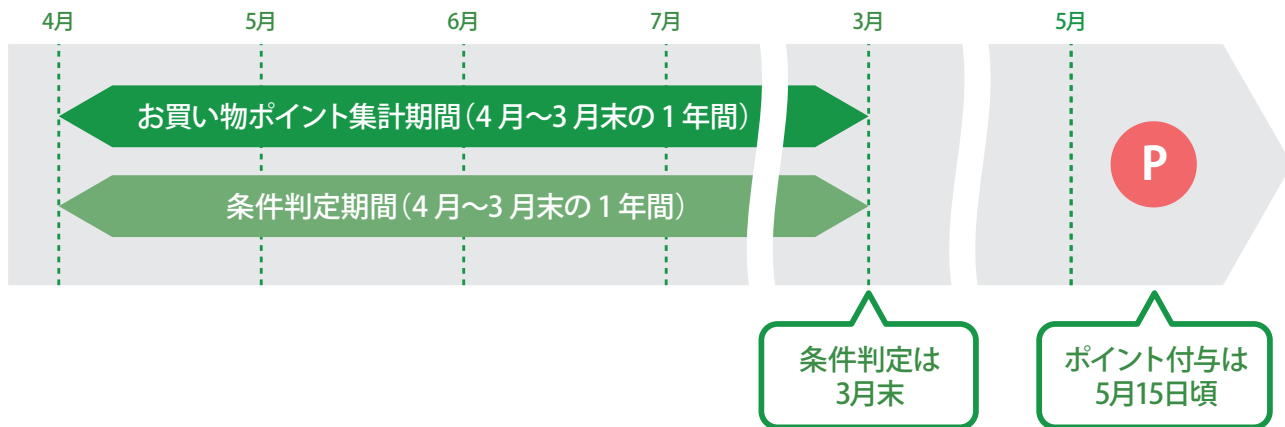 4月 5月 6月 7月 3月 5月
お買い物ポイント集計期間（4月～3月末の1年間）
条件判定期間（4月～3月末の1年間）
P
条件判定は
3月末
ポイント付与は
5月15日頃